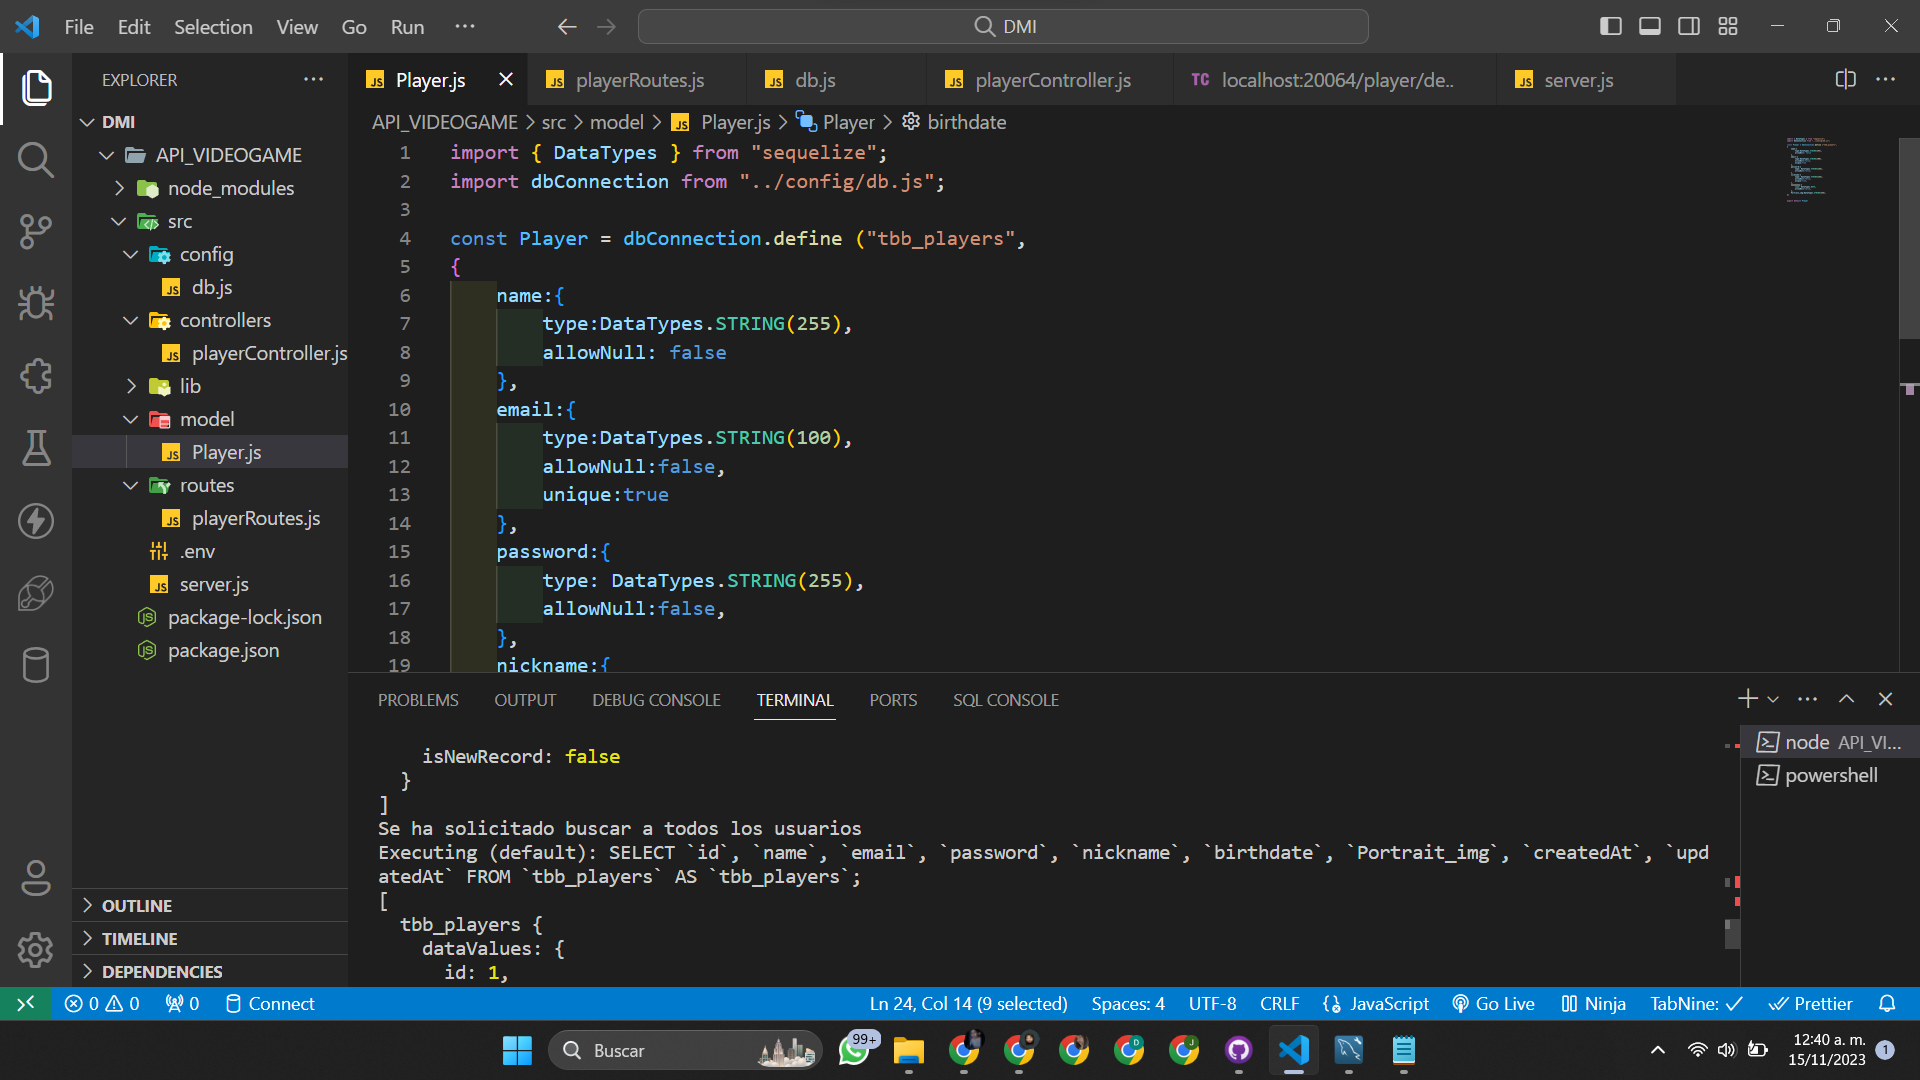 File Edit Selection View Go Run ···
DMI
EXPLORER
Player.js
playerRoutes.js
db.js
playerController.js
TC localhost:20064/player/de..
server.js
DMI
API_VIDEOGAME
node_modules
src
config
db.js
controllers
playerController.js
lib
model
Player.js
routes
playerRoutes.js
.env
server.js
package-lock.json
package.json
OUTLINE
TIMELINE
DEPENDENCIES
API_VIDEOGAME > src > model > JS Player.js > Player > birthdate
1 import { DataTypes } from "sequelize";
2 import dbConnection from "../config/db.js";
3
4 const Player = dbConnection.define ("tbb_players",
5 {
6 name:{
7 type:DataTypes.STRING(255),
8 allowNull: false
9 },
10 email:{
11 type:DataTypes.STRING(100),
12 allowNull:false,
13 unique:true
14 },
15 password:{
16 type: DataTypes.STRING(255),
17 allowNull:false,
18 },
19 nickname:{
PROBLEMS OUTPUT DEBUG CONSOLE TERMINAL PORTS SQL CONSOLE
isNewRecord: false
}
]
Se ha solicitado buscar a todos los usuarios
Executing (default): SELECT `id`, `name`, `email`, `password`, `nickname`, `birthdate`, `Portrait_img`, `createdAt`, `upd
atedAt` FROM `tbb_players` AS `tbb_players`;
[
tbb_players {
dataValues: {
id: 1,
node API_VI...
powershell
0 0 0 Connect
Ln 24, Col 14 (9 selected) Spaces: 4 UTF-8 CRLF JavaScript Go Live Ninja TabNine: Prettier
Buscar
99+
12:40 a. m.
15/11/2023
1